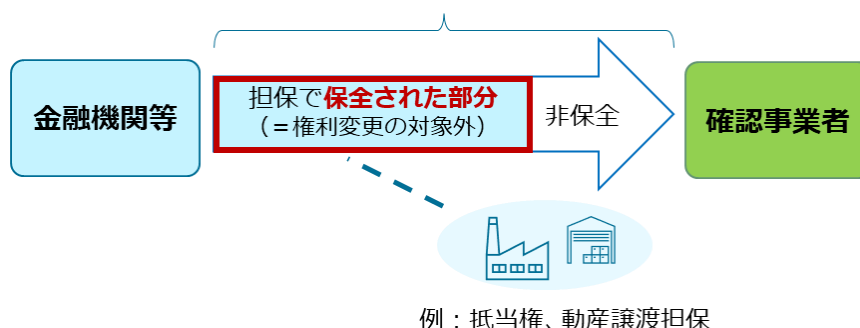 金融機関等
担保で保全された部分
（＝権利変更の対象外）
非保全
確認事業者
例：抵当権、動産譲渡担保